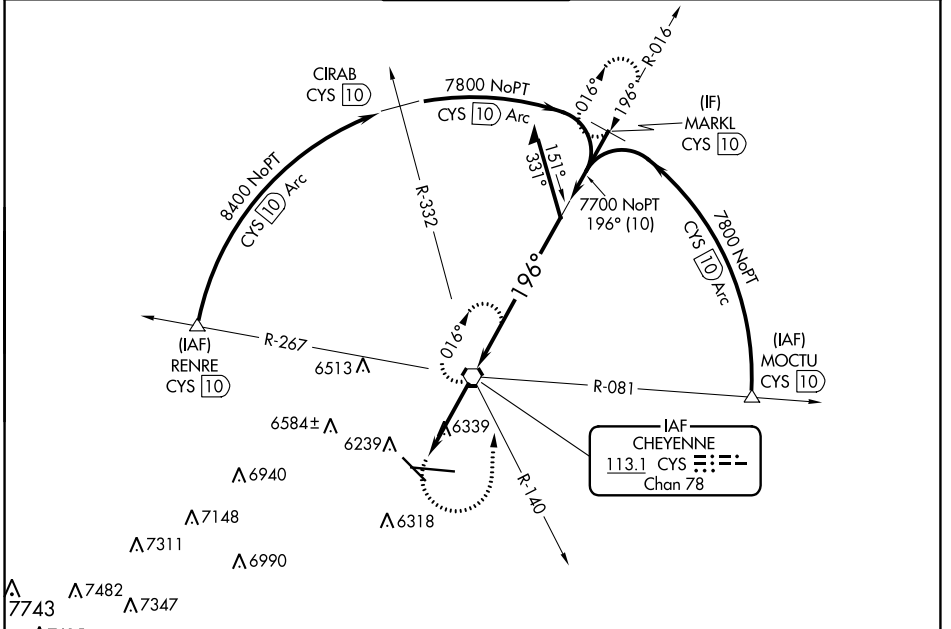 R-016
CIRAB
CYS 10
7800 NoPT
CYS 10 Arc
016°
196°
(IF)
MARKL
CYS 10
151°
331°
7700 NoPT
196° (10)
8400 NoPT
CYS 10 Arc
R-332
7800 NoPT
CYS 10 Arc
196°
016°
(IAF)
RENRE
CYS 10
R-267
6513
(IAF)
MOCTU
CYS 10
R-081
6584±
6239
6339
IAF
CHEYENNE
113.1 CYS
Chan 78
R-140
6940
7148
6318
7311
6990
7743
7482
7347